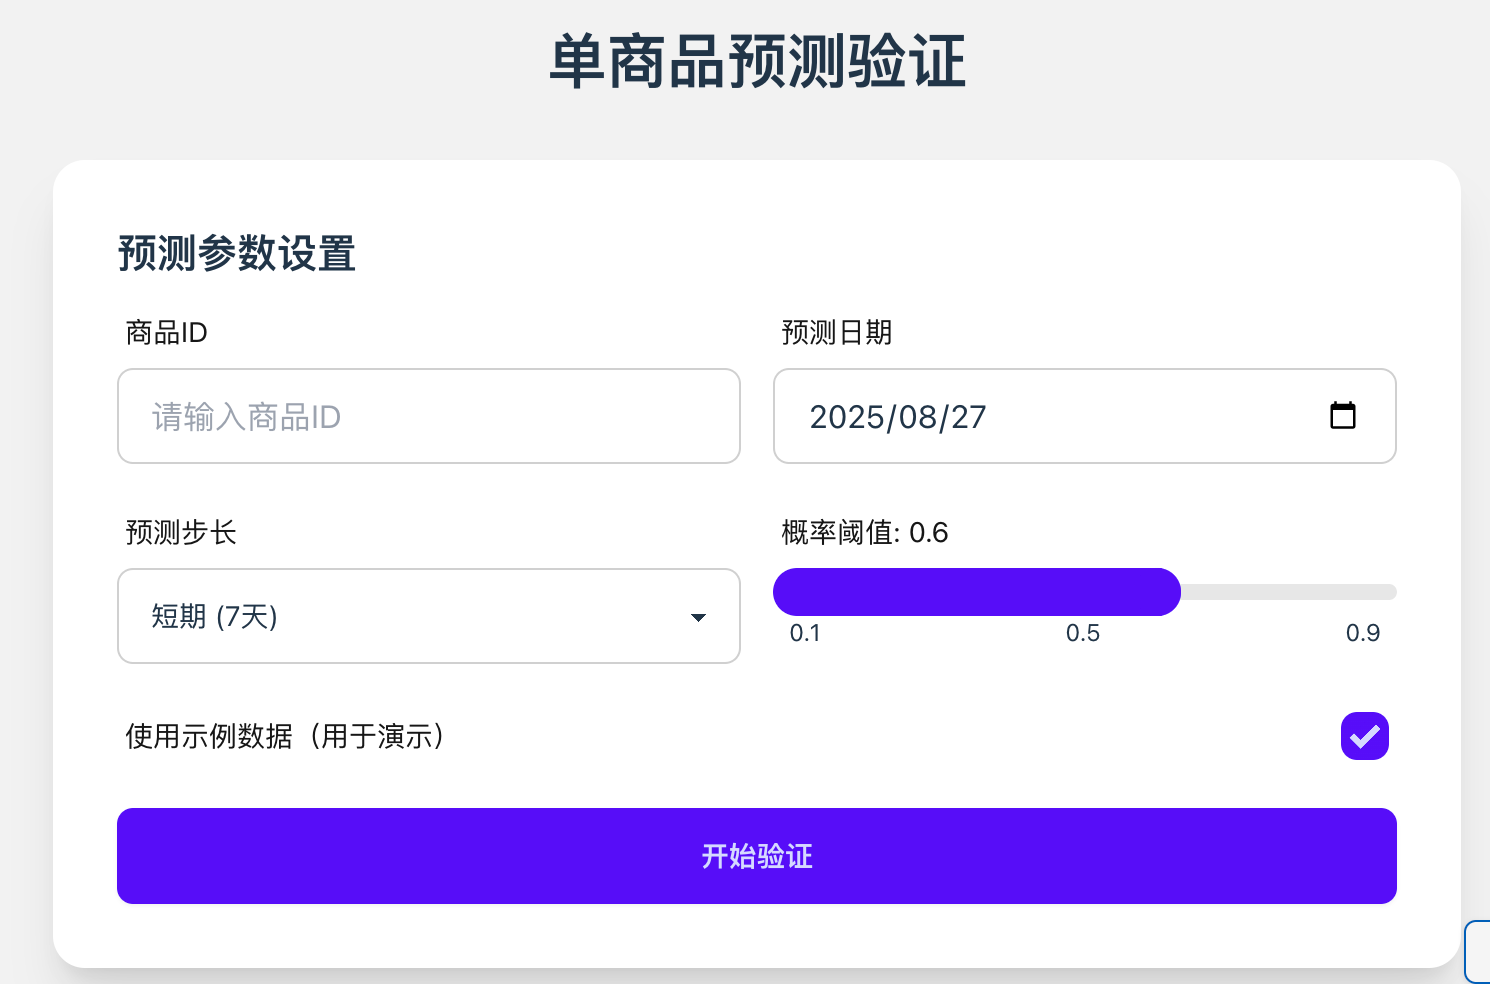 单商品预测验证
预测参数设置
商品ID
请输入商品ID
预测日期
2025/08/27
预测步长
短期 (7天)
概率阈值: 0.6
0.1 0.5 0.9
使用示例数据（用于演示）
开始验证